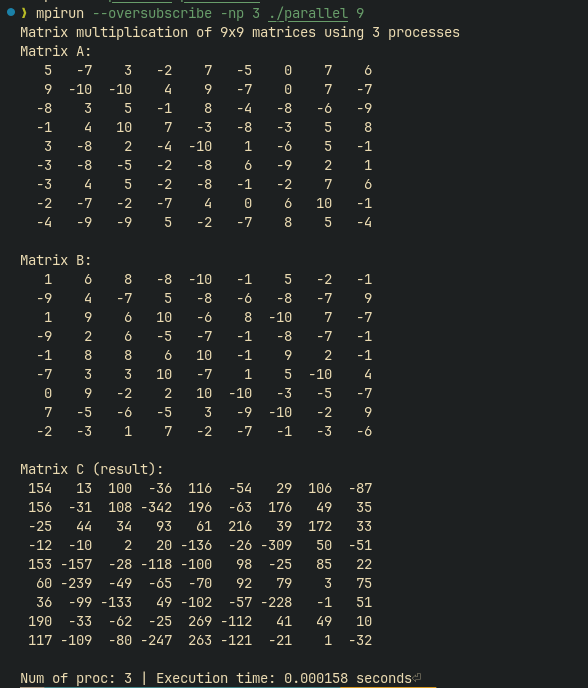 ❯ mpirun --oversubscribe -np 3 ./parallel 9
Matrix multiplication of 9x9 matrices using 3 processes
Matrix A:
5 -7 3 -2 7 -5 0 7 6
9 -10 -10 4 9 -7 0 7 -7
-8 3 5 -1 8 -4 -8 -6 -9
-1 4 10 7 -3 -8 -3 5 8
3 -8 2 -4 -10 1 -6 5 -1
-3 -8 -5 -2 -8 6 -9 2 1
-3 4 5 -2 -8 -1 -2 7 6
-2 -7 -2 -7 4 0 6 10 -1
-4 -9 -9 5 -2 -7 8 5 -4
Matrix B:
1 6 8 -8 -10 -1 5 -2 -1
-9 4 -7 5 -8 -6 -8 -7 9
1 9 6 10 -6 8 -10 7 -7
-9 2 6 -5 -7 -1 -8 -7 -1
-1 8 8 6 10 -1 9 2 -1
-7 3 3 10 -7 1 5 -10 4
0 9 -2 2 10 -10 -3 -5 -7
7 -5 -6 -5 3 -9 -10 -2 9
-2 -3 1 7 -2 -7 -1 -3 -6
Matrix C (result):
154 13 100 -36 116 -54 29 106 -87
156 -31 108 -342 196 -63 176 49 35
-25 44 34 93 61 216 39 172 33
-12 -10 2 20 -136 -26 -309 50 -51
153 -157 -28 -118 -100 98 -25 85 22
60 -239 -49 -65 -70 92 79 3 75
36 -99 -133 49 -102 -57 -228 -1 51
190 -33 -62 -25 269 -112 41 49 10
117 -109 -80 -247 263 -121 -21 1 -32
Num of proc: 3 | Execution time: 0.000158 seconds⏎